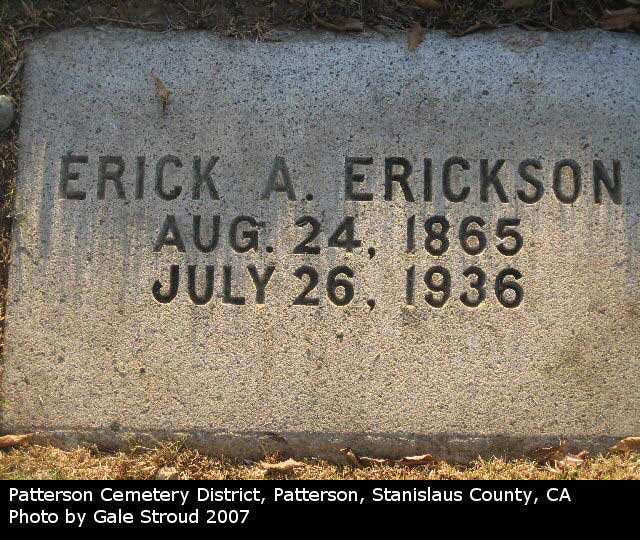 ERICK A. ERICKSON
AUG. 24, 1865
JULY 26, 1936
Patterson Cemetery District, Patterson, Stanislaus County, CA
Photo by Gale Stroud 2007